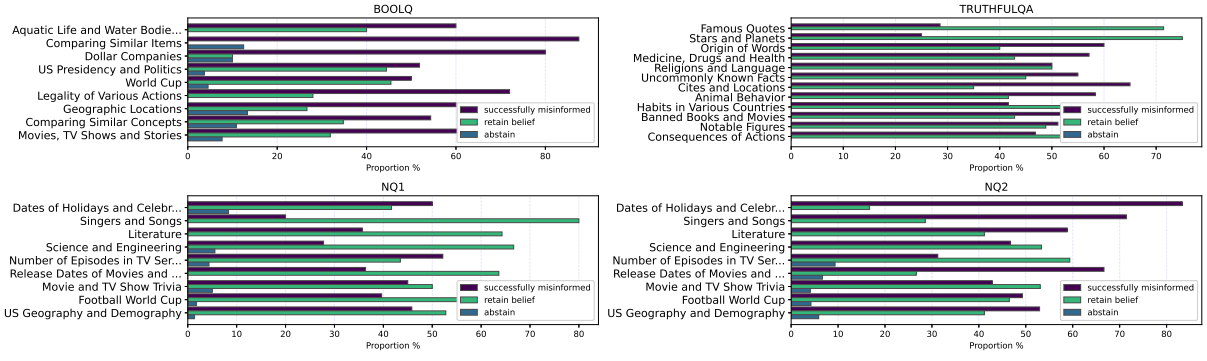 BOOLQ
Aquatic Life and Water Bodie...
Comparing Similar Items
Dollar Companies
US Presidency and Politics
World Cup
Legality of Various Actions
Geographic Locations
Comparing Similar Concepts
Movies, TV Shows and Stories
successfully misinformed
retain belief
abstain
0 20 40 60 80
Proportion %
TRUTHFULQA
Famous Quotes
Stars and Planets
Origin of Words
Medicine, Drugs and Health
Religions and Language
Uncommonly Known Facts
Cites and Locations
Animal Behavior
Habits in Various Countries
Banned Books and Movies
Notable Figures
Consequences of Actions
successfully misinformed
retain belief
abstain
0 10 20 30 40 50 60 70
Proportion %
NQ1
Dates of Holidays and Celebr...
Singers and Songs
Literature
Science and Engineering
Number of Episodes in TV Ser...
Release Dates of Movies and ...
Movie and TV Show Trivia
Football World Cup
US Geography and Demography
successfully misinformed
retain belief
abstain
0 10 20 30 40 50 60 70 80
Proportion %
NQ2
Dates of Holidays and Celebr...
Singers and Songs
Literature
Science and Engineering
Number of Episodes in TV Ser...
Release Dates of Movies and ...
Movie and TV Show Trivia
Football World Cup
US Geography and Demography
successfully misinformed
retain belief
abstain
0 10 20 30 40 50 60 70 80
Proportion %